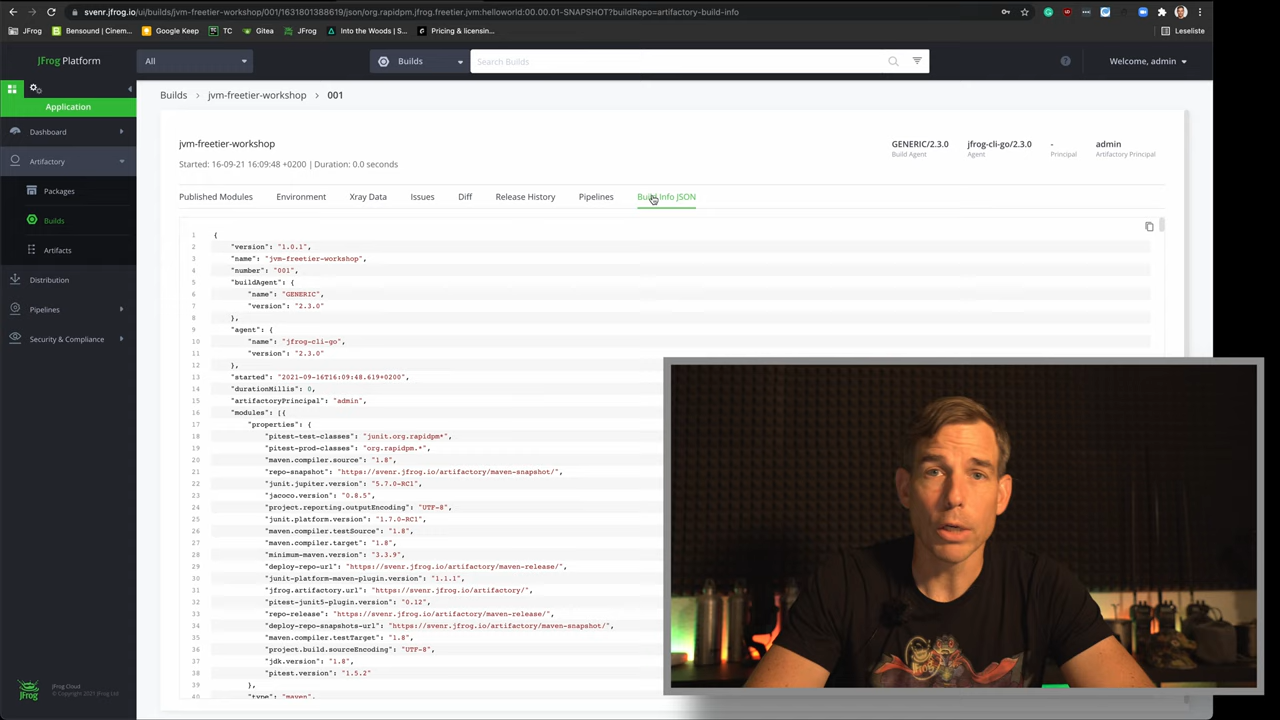 svenr.jfrog.io/ui/builds/jvm-freetier-workshop/001/1631801388619/json/org.rapidpm.jfrog.freetier.jvm:helloworld:00.00.01-SNAPSHOT?buildRepo=artifactory-build-info
JFrog
Bensound | Cinem...
Google Keep
TC
Gitea
JFrog
Into the Woods | S...
Pricing & licensin...
Leseliste
JFrog Platform
All
Builds
Search Builds
Welcome, admin
Application
Dashboard
Artifactory
Packages
Builds
Artifacts
Distribution
Pipelines
Security & Compliance
Builds > jvm-freetier-workshop > 001
jvm-freetier-workshop
Started: 16-09-21 16:09:48 +0200 | Duration: 0.0 seconds
GENERIC/2.3.0
Build Agent
jfrog-cli-go/2.3.0
Agent
-
Principal
admin
Artifactory Principal
Published Modules
Environment
Xray Data
Issues
Diff
Release History
Pipelines
Build Info JSON
1 {
2 "version": "1.0.1",
3 "name": "jvm-freetier-workshop",
4 "number": "001",
5 "buildAgent": {
6 "name": "GENERIC",
7 "version": "2.3.0"
8 },
9 "agent": {
10 "name": "jfrog-cli-go",
11 "version": "2.3.0"
12 },
13 "started": "2021-09-16T16:09:48.619+0200",
14 "durationMillis": 0,
15 "artifactoryPrincipal": "admin",
16 "modules": [{
17 "properties": {
18 "pitest-test-classes": "junit.org.rapidpm*",
19 "pitest-prod-classes": "org.rapidpm.*",
20 "maven.compiler.source": "1.8",
21 "repo-snapshot": "https://svenr.jfrog.io/artifactory/maven-snapshot/",
22 "junit.jupiter.version": "5.7.0-RC1",
23 "jacoco.version": "0.8.5",
24 "project.reporting.outputEncoding": "UTF-8",
25 "junit.platform.version": "1.7.0-RC1",
26 "maven.compiler.testSource": "1.8",
27 "maven.compiler.target": "1.8",
28 "minimum-maven.version": "3.3.9",
29 "deploy-repo-url": "https://svenr.jfrog.io/artifactory/maven-release/",
30 "junit-platform-maven-plugin.version": "1.1.1",
31 "jfrog.artifactory.url": "https://svenr.jfrog.io/artifactory/",
32 "pitest-junit5-plugin.version": "0.12",
33 "repo-release": "https://svenr.jfrog.io/artifactory/maven-release/",
34 "deploy-repo-snapshots-url": "https://svenr.jfrog.io/artifactory/maven-snapshot/",
35 "maven.compiler.testTarget": "1.8",
36 "project.build.sourceEncoding": "UTF-8",
37 "jdk.version": "1.8",
38 "pitest.version": "1.5.2"
39 },
40 "type": "maven",
JFrog
JFrog Cloud
© Copyright 2021 JFrog Ltd